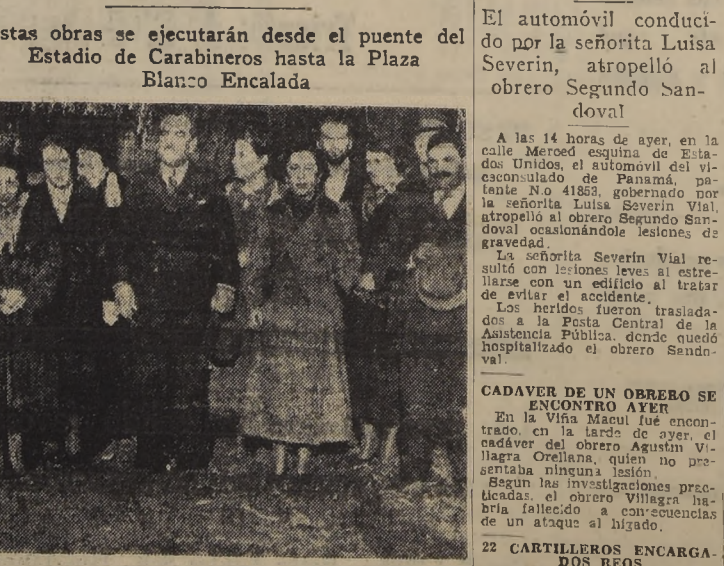 stas obras se ejecutarán desde el puente del
Estadio de Carabineros hasta la Plaza
Blanco Encalada
El automóvil conduci-
do por la señorita Luisa
Severin, atropelló al
obrero Segundo San-
doval
A las 14 horas de ayer, en la
calle Merced esquina de Esta-
dos Unidos, el automóvil del vi-
ceconsulado de Panamá, pa-
tente N.o 41853, gobernado por
la señorita Luisa Severín Vial,
atropelló al obrero Segundo San-
doval ocasionándole lesiones de
gravedad.
La señorita Severín Vial re-
sultó con lesiones leves al estre-
llarse con un edificio al tratar
de evitar el accidente.
Los heridos fueron traslada-
dos a la Posta Central de la
Asistencia Pública, donde quedó
hospitalizado el obrero Sando-
val.
CADAVER DE UN OBRERO SE
ENCONTRO AYER
En la Viña Macul fué encon-
trado, en la tarde de ayer, el
cadáver del obrero Agustín Vi-
llagra Orellana, quien no pre-
sentaba ninguna lesión.
Según las investigaciones prac-
ticadas, el obrero Villagra ha-
bría fallecido a consecuencias
de un ataque al hígado.
22 CARTILLEROS ENCARGA-
DOS REOS